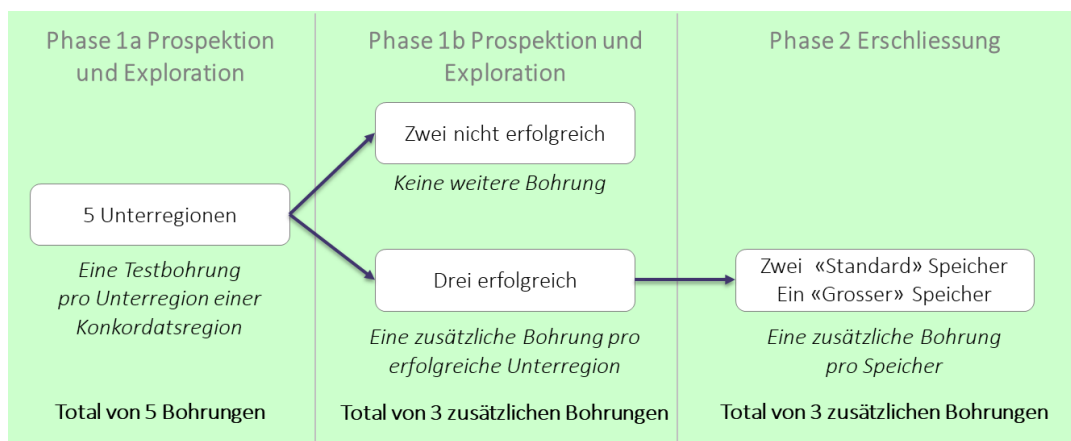 Phase 1a Prospektion
und Exploration
5 Unterregionen
Eine Testbohrung
pro Unterregion einer
Konkordatsregion
Total von 5 Bohrungen
Phase 1b Prospektion und
Exploration
Zwei nicht erfolgreich
Keine weitere Bohrung
Drei erfolgreich
Eine zusätzliche Bohrung pro
erfolgreiche Unterregion
Total von 3 zusätzlichen Bohrungen
Phase 2 Erschliessung
Zwei «Standard» Speicher
Ein «Grosser» Speicher
Eine zusätzliche Bohrung
pro Speicher
Total von 3 zusätzlichen Bohrungen